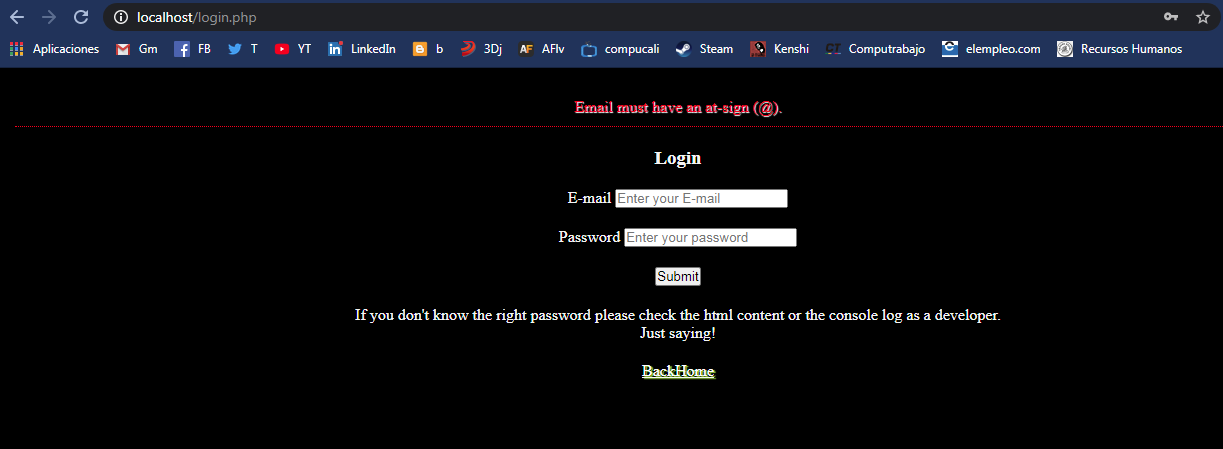 localhost/login.php
Aplicaciones Gm FB T YT LinkedIn b 3Dj AF AFlv compucali Steam Kenshi CT Computrabajo elempleo.com Recursos Humanos
Email must have an at-sign (@).
Login
E-mail Enter your E-mail
Password Enter your password
Submit
If you don't know the right password please check the html content or the console log as a developer.
Just saying!
BackHome